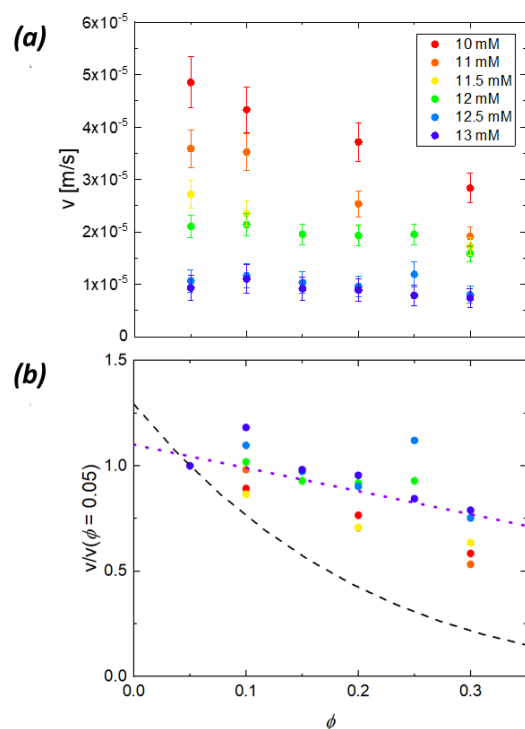 (a)
6x10⁻⁵
5x10⁻⁵
4x10⁻⁵
3x10⁻⁵
2x10⁻⁵
1x10⁻⁵
0
v [m/s]
10 mM
11 mM
11.5 mM
12 mM
12.5 mM
13 mM
(b)
1.5
1.0
0.5
0.0
v/v(ϕ = 0.05)
0.0 0.1 0.2 0.3
ϕ